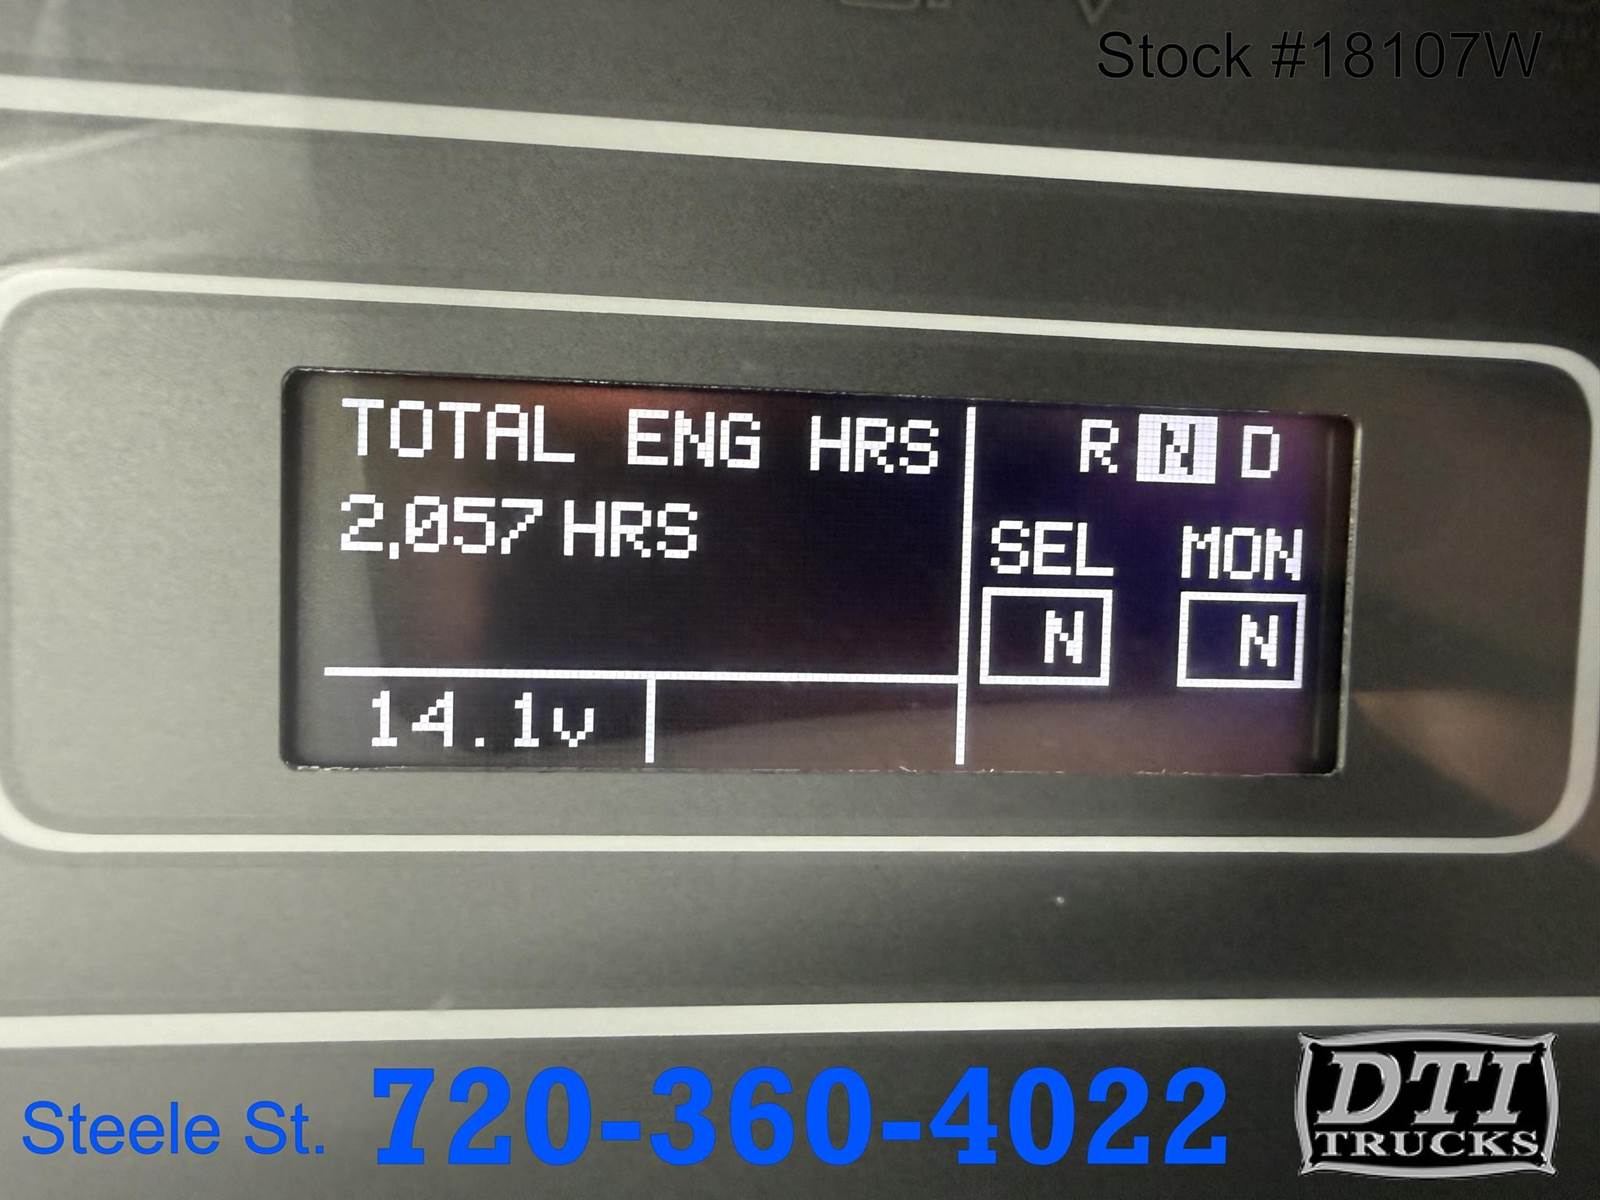 Stock #18107W
TOTAL ENG HRS
2,057 HRS
R N D
SEL MON
N N
14.1v
Steele St. 720-360-4022
DTI
TRUCKS